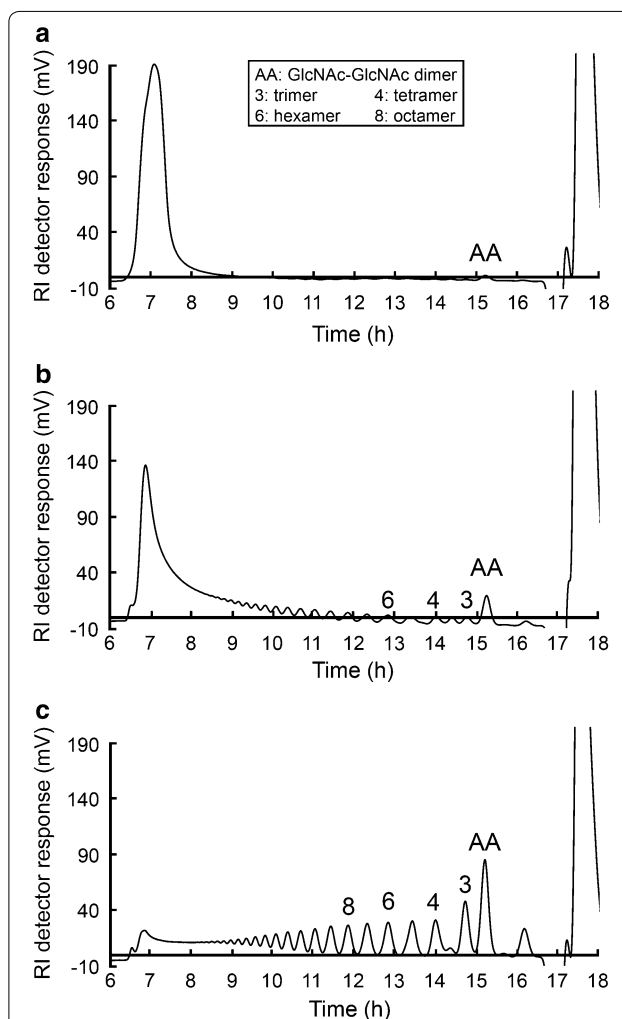 a
RI detector response (mV)
190
140
90
40
-10
AA: GlcNAc-GlcNAc dimer
3: trimer 4: tetramer
6: hexamer 8: octamer
AA
6 7 8 9 10 11 12 13 14 15 16 17 18
Time (h)
b
RI detector response (mV)
190
140
90
40
-10
6 4 3 AA
6 7 8 9 10 11 12 13 14 15 16 17 18
Time (h)
c
RI detector response (mV)
190
140
90
40
-10
8 6 4 3 AA
6 7 8 9 10 11 12 13 14 15 16 17 18
Time (h)